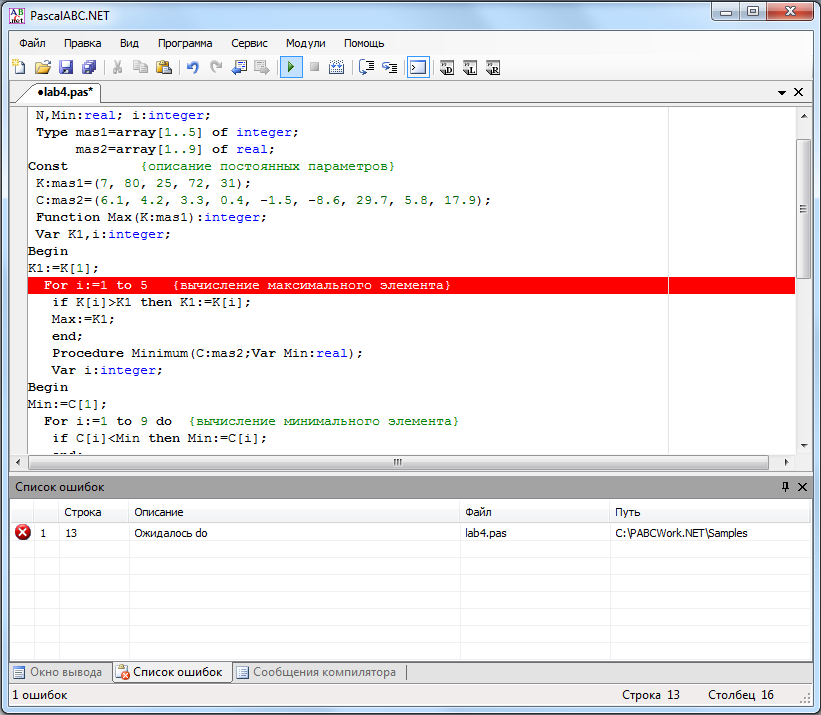 PascalABC.NET
Файл Правка Вид Программа Сервис Модули Помощь
●lab4.pas*
N,Min:real; i:integer;
Type mas1=array[1..5] of integer;
mas2=array[1..9] of real;
Const {описание постоянных параметров}
K:mas1=(7, 80, 25, 72, 31);
C:mas2=(6.1, 4.2, 3.3, 0.4, -1.5, -8.6, 29.7, 5.8, 17.9);
Function Max(K:mas1):integer;
Var K1,i:integer;
Begin
K1:=K[1];
For i:=1 to 5 {вычисление максимального элемента}
if K[i]>K1 then K1:=K[i];
Max:=K1;
end;
Procedure Minimum(C:mas2;Var Min:real);
Var i:integer;
Begin
Min:=C[1];
For i:=1 to 9 do {вычисление минимального элемента}
if C[i]<Min then Min:=C[i];
end;
Список ошибок
Строка Описание Файл Путь
1 13 Ожидалось do lab4.pas C:\PABCWork.NET\Samples
Окно вывода Список ошибок Сообщения компилятора
1 ошибок Строка 13 Столбец 16